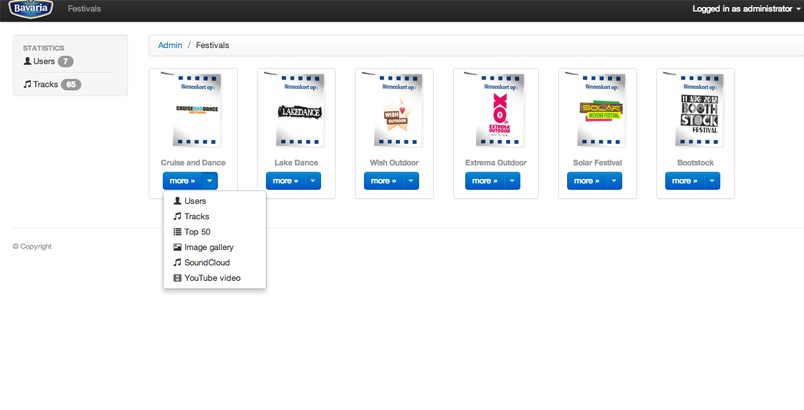 Bavaria
Festivals
Logged in as administrator
STATISTICS
Users 7
Tracks 65
Admin / Festivals
Binnenkort op:
CRUISE AND DANCE
Cruise and Dance
more »
Binnenkort op:
LAKEDANCE
Lake Dance
more »
Binnenkort op:
WISH
OUTDOOR
Wish Outdoor
more »
Binnenkort op:
EXTREMA
OUTDOOR
Extrema Outdoor
more »
Binnenkort op:
SOLAR
WEEKEND FESTIVAL
Solar Festival
more »
Binnenkort op:
11 AUG 2012
BOOTH
STOCK
FESTIVAL
Bootstock
more »
Users
Tracks
Top 50
Image gallery
SoundCloud
YouTube video
© Copyright